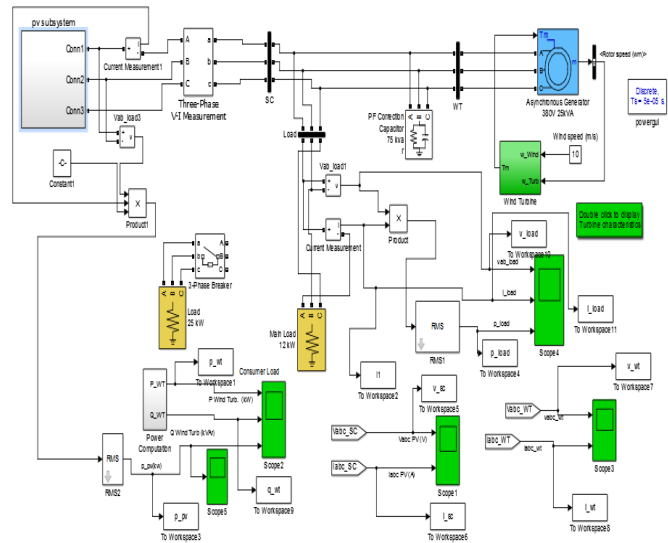 pv subsystem
Conn1
Conn2
Conn3
Current Measurement1
Vab_load3
-C-
Constant1
X
Product1
A
B
C
a
b
c
Three-Phase
V-I Measurement
SC
Load
WT
PF Correction
Capacitor
75 kva
r
A B C
Tm
A
B
C
m
Asynchronous Generator
380V 25kVA
<Rotor speed (wm)>
Discrete,
Ts = 5e-05 s.
powergui
Wind speed (m/s)
10
w_Wind
Tm
w_Turb
Wind Turbine
Double click to display
Turbine characteristics
Vab_load1
v
X
Product
Current Measurement
3-Phase Breaker
A B C
Load
25 kW
A B C
Main Load
12 kW
v_load
To Workspace10
vab_load
I_load
I_load
To Workspace11
RMS
RMS1
p_load
p_load
To Workspace4
Scope4
I1
To Workspace2
p_wt
To Workspace1
Consumer Load
P_WT
P Wind Turb. (kW)
Q_WT
Q Wind Turb (kVAr)
Power
Computation
Scope2
RMS
RMS2
p_pv(kw)
Scope5
p_pv
To Workspace3
q_wt
To Workspace9
v_sc
To Workspace5
Vabc_SC
Vabc PV (V)
Iabc_SC
Iabc PV (A)
Scope1
I_sc
To Workspace6
v_wt
To Workspace7
Vabc_WT
vabc_wt
Iabc_WT
Iabc_wt
Scope3
I_wt
To Workspace8